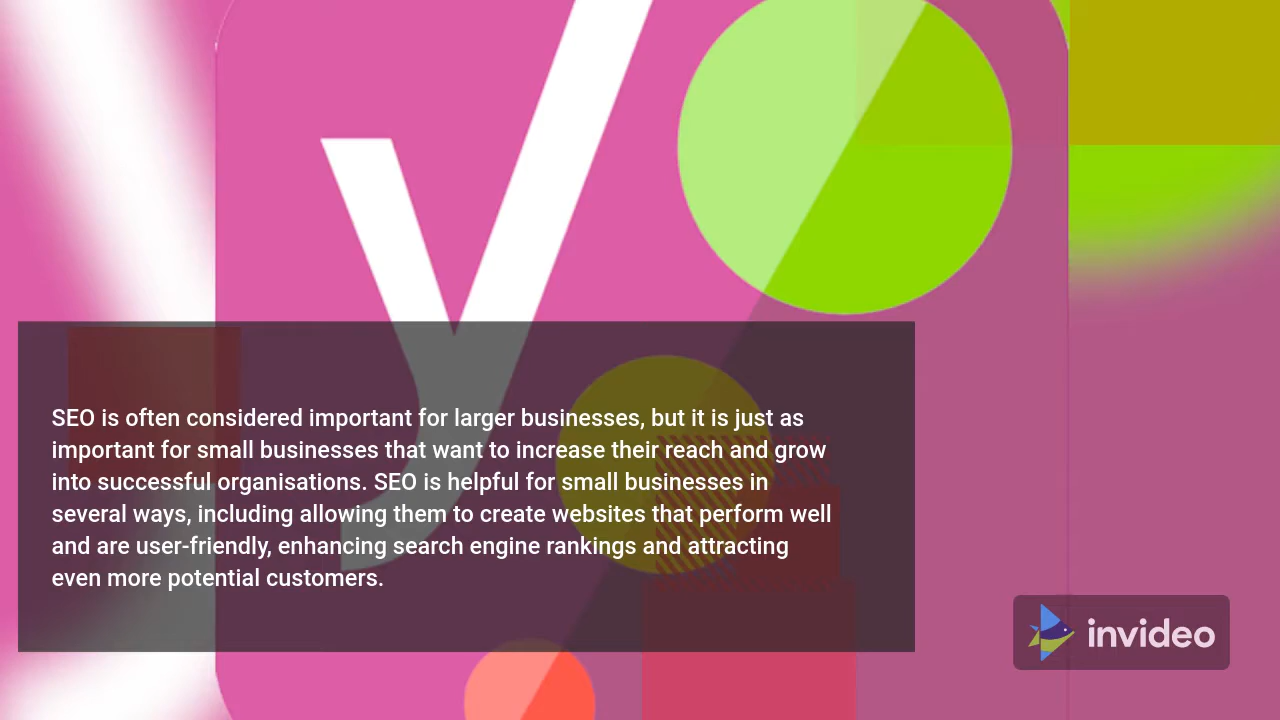 y
SEO is often considered important for larger businesses, but it is just as
important for small businesses that want to increase their reach and grow
into successful organisations. SEO is helpful for small businesses in
several ways, including allowing them to create websites that perform well
and are user-friendly, enhancing search engine rankings and attracting
even more potential customers.
invideo